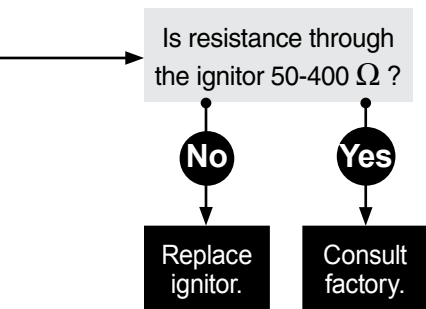 Is resistance through
the ignitor 50-400 Ω ?
No
Yes
Replace
ignitor.
Consult
factory.